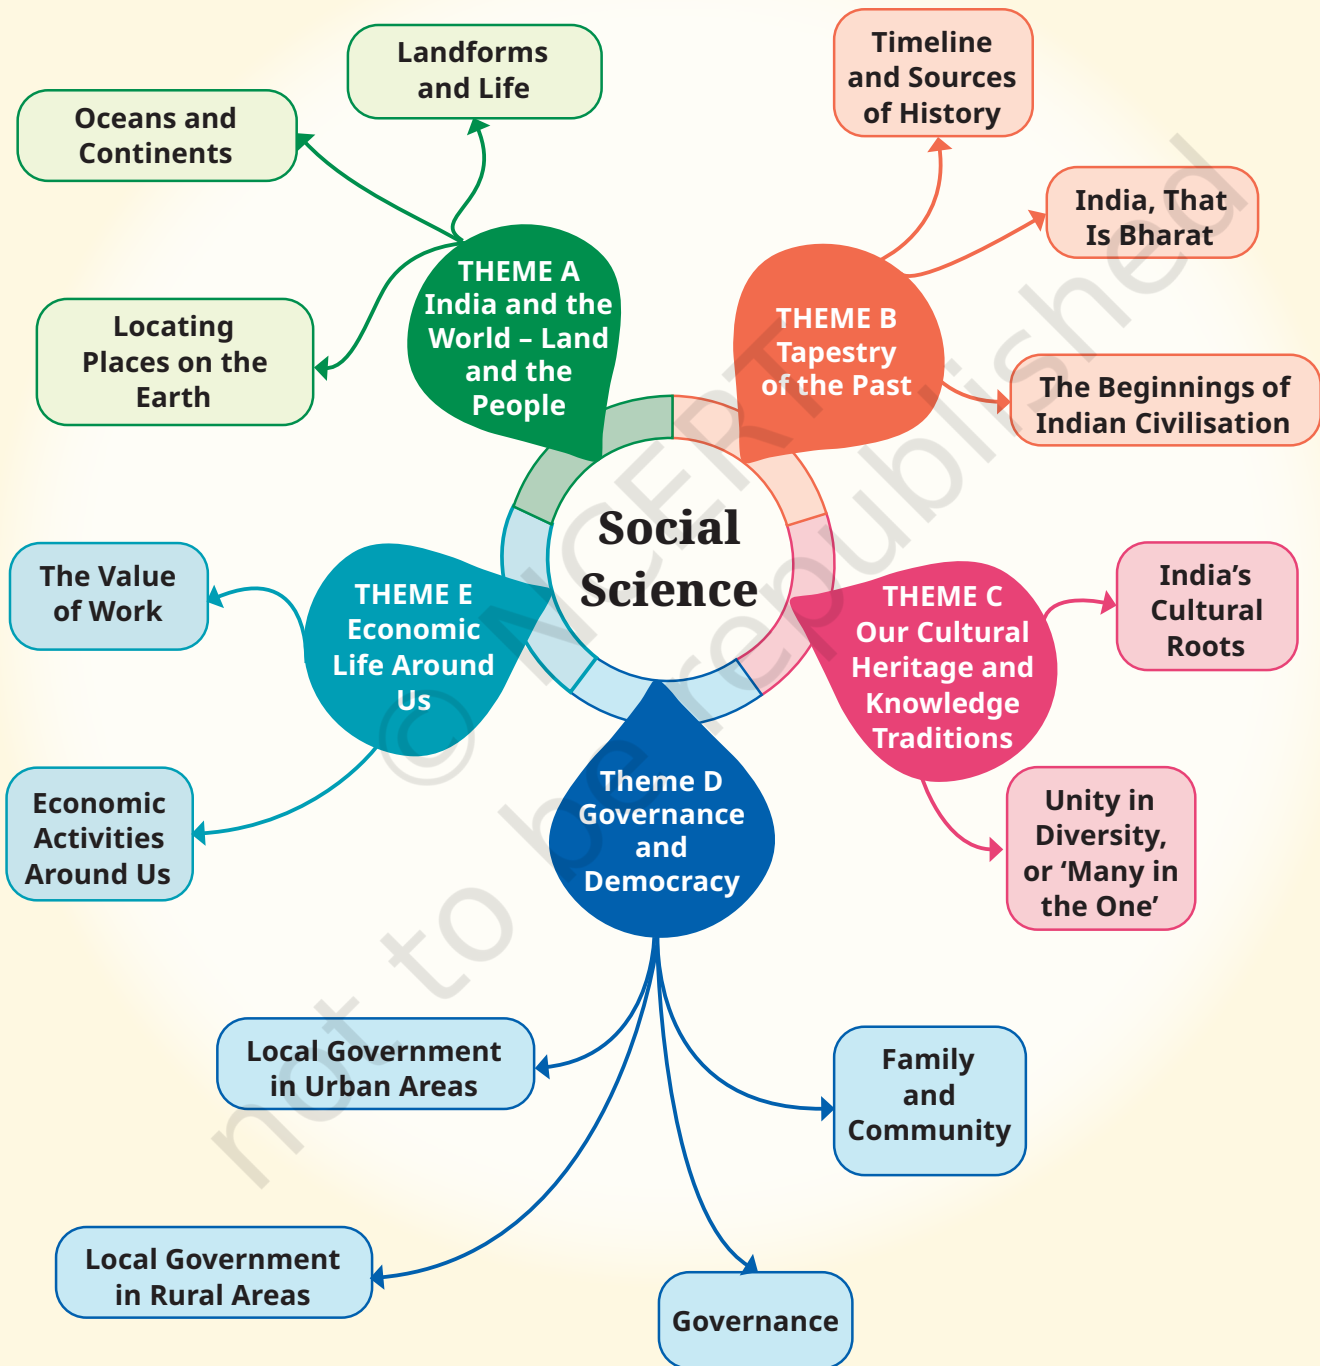 Landforms
and Life
Oceans and
Continents
Locating
Places on the
Earth
THEME A
India and the
World – Land
and the
People
Timeline
and Sources
of History
India, That
Is Bharat
The Beginnings of
Indian Civilisation
THEME B
Tapestry
of the Past
Social
Science
THEME C
Our Cultural
Heritage and
Knowledge
Traditions
India’s
Cultural
Roots
Unity in
Diversity,
or ‘Many in
the One’
THEME E
Economic
Life Around
Us
The Value
of Work
Economic
Activities
Around Us
Theme D
Governance
and
Democracy
Local Government
in Urban Areas
Local Government
in Rural Areas
Family
and
Community
Governance
© NCERT
not to be republished